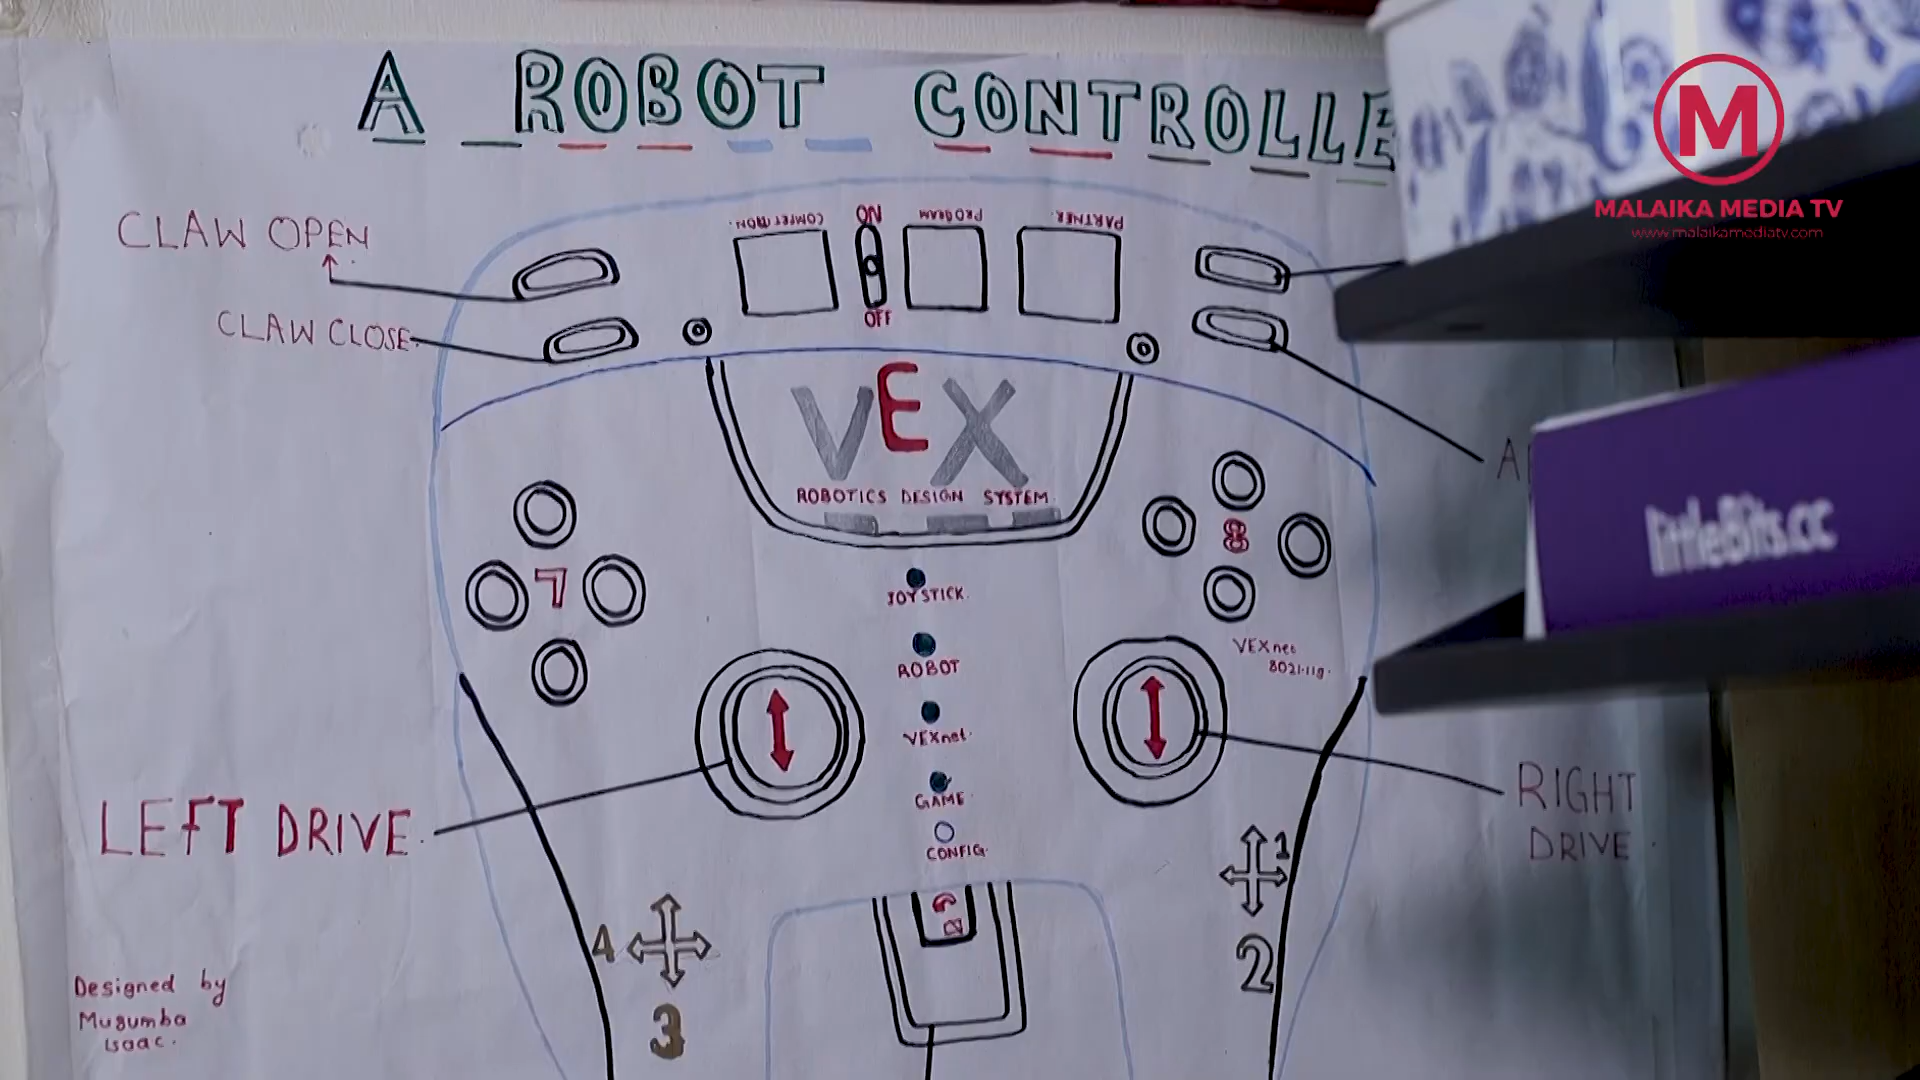 A ROBOT CONTROLLE
M
MALAIKA MEDIA TV
www.malaikamediatv.com
CLAW OPEN
CLAW CLOSE
COMPETITION.
ON
OFF
PROGRAM
PARTNER.
VEX
ROBOTICS DESIGN SYSTEM
7
8
JOYSTICK.
ROBOT
VEXnet
GAME
CONFIG.
VEXnet
LEFT DRIVE.
RIGHT
DRIVE
littleBits.cc
4
3
1
2
Designed by
Musumba
Isaac.